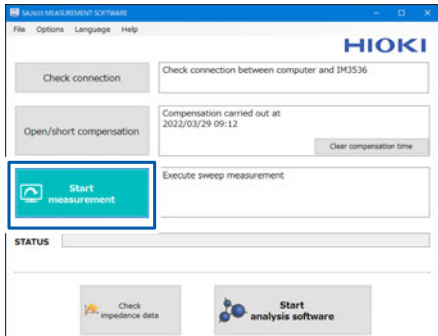 SA2633 MEASUREMENT SOFTWARE
File Options Language Help
HIOKI
Check connection
Check connection between computer and IM3536
Open/short compensation
Compensation carried out at
2022/03/29 09:12
Clear compensation time
Start
measurement
Execute sweep measurement
STATUS
Check
impedance data
Start
analysis software